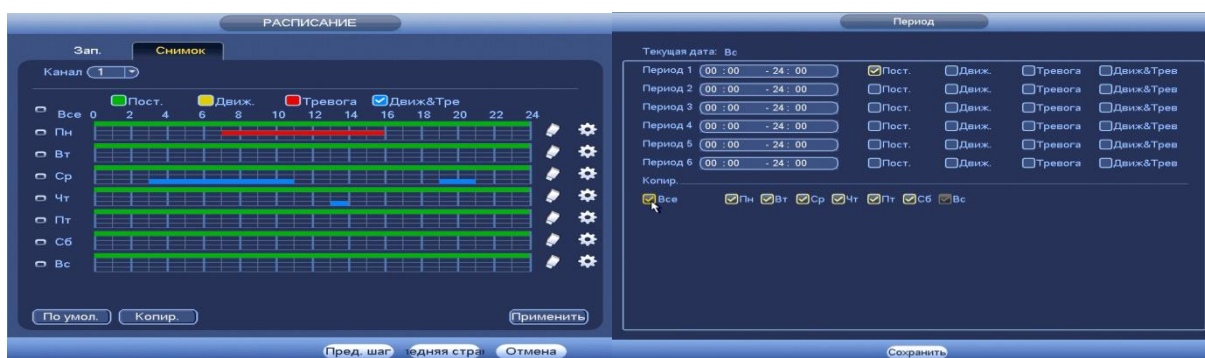 РАСПИСАНИЕ
Зап. Снимок
Канал 1
Пост. Движ. Тревога Движ&Тре
Все 0 2 4 6 8 10 12 14 16 18 20 22 24
Пн
Вт
Ср
Чт
Пт
Сб
Вс
По умол. Копир. Применить
Пред. шаг едняя стра Отмена
Период
Текущая дата: Вс
Период 1 00 : 00 - 24 : 00 Пост. Движ. Тревога Движ&Трев
Период 2 00 : 00 - 24 : 00 Пост. Движ. Тревога Движ&Трев
Период 3 00 : 00 - 24 : 00 Пост. Движ. Тревога Движ&Трев
Период 4 00 : 00 - 24 : 00 Пост. Движ. Тревога Движ&Трев
Период 5 00 : 00 - 24 : 00 Пост. Движ. Тревога Движ&Трев
Период 6 00 : 00 - 24 : 00 Пост. Движ. Тревога Движ&Трев
Копир.
Все Пн Вт Ср Чт Пт Сб Вс
Сохранить